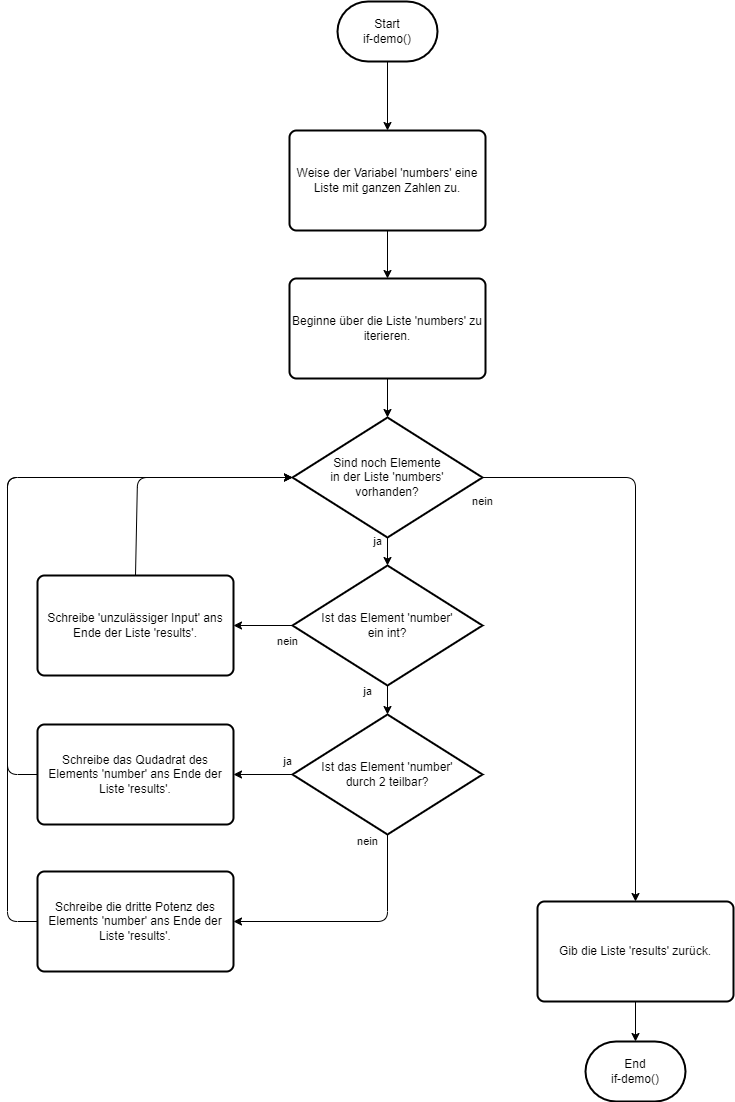 Start
if-demo()
Weise der Variabel 'numbers' eine
Liste mit ganzen Zahlen zu.
Beginne über die Liste 'numbers' zu
iterieren.
Sind noch Elemente
in der Liste 'numbers'
vorhanden?
nein
ja
Ist das Element 'number'
ein int?
nein
Schreibe 'unzulässiger Input' ans
Ende der Liste 'results'.
ja
Ist das Element 'number'
durch 2 teilbar?
ja
Schreibe das Qudadrat des
Elements 'number' ans Ende der
Liste 'results'.
nein
Schreibe die dritte Potenz des
Elements 'number' ans Ende der
Liste 'results'.
Gib die Liste 'results' zurück.
End
if-demo()